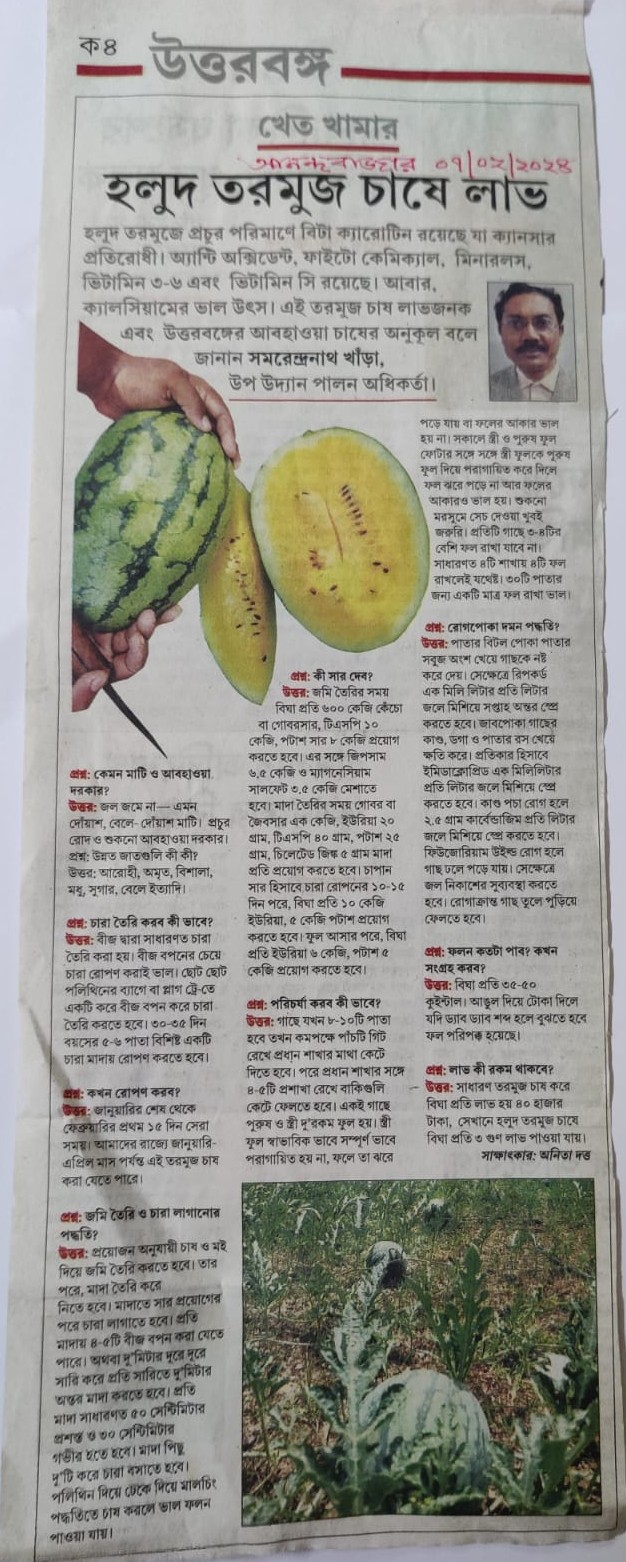 ক৪
উত্তরবঙ্গ
খেত খামার
আনন্দবাজার ০৭/০২/২০২৪
হলুদ তরমুজ চাষে লাভ
হলুদ তরমুজে প্রচুর পরিমাণে বিটা ক্যারোটিন রয়েছে যা ক্যানসার
প্রতিরোধী। অ্যান্টি অক্সিডেন্ট, ফাইটো কেমিক্যাল, মিনারলস,
ভিটামিন ৩-৬ এবং ভিটামিন সি রয়েছে। আবার,
ক্যালসিয়ামের ভাল উৎস। এই তরমুজ চাষ লাভজনক
এবং উত্তরবঙ্গের আবহাওয়া চাষের অনুকূল বলে
জানান সমরেন্দ্রনাথ খাঁড়া,
উপ উদ্যান পালন অধিকর্তা।
প্রশ্ন: কেমন মাটি ও আবহাওয়া
দরকার?
উত্তর: জল জমে না— এমন
দোঁয়াশ, বেলে- দোঁয়াশ মাটি। প্রচুর
রোদ ও শুকনো আবহাওয়া দরকার।
প্রশ্ন: উন্নত জাতগুলি কী কী?
উত্তর: আরোহী, অমৃত, বিশালা,
মধু, সুগার, বেলে ইত্যাদি।
প্রশ্ন: চারা তৈরি করব কী ভাবে?
উত্তর: বীজ দ্বারা সাধারণত চারা
তৈরি করা হয়। বীজ বপনের চেয়ে
চারা রোপণ করাই ভাল। ছোট ছোট
পলিথিনের ব্যাগে বা প্লাগ ট্রে-তে
একটি করে বীজ বপন করে চারা
তৈরি করতে হবে। ৩০-৩৫ দিন
বয়সের ৫-৬ পাতা বিশিষ্ট একটি
চারা মাদায় রোপণ করতে হবে।
প্রশ্ন: কখন রোপণ করব?
উত্তর: জানুয়ারির শেষ থেকে
ফেব্রুয়ারির প্রথম ১৫ দিন সেরা
সময়। আমাদের রাজ্যে জানুয়ারি-
এপ্রিল মাস পর্যন্ত এই তরমুজ চাষ
করা যেতে পারে।
প্রশ্ন: জমি তৈরি ও চারা লাগানোর
পদ্ধতি?
উত্তর: প্রয়োজন অনুযায়ী চাষ ও মই
দিয়ে জমি তৈরি করতে হবে। তার
পরে, মাদা তৈরি করে
নিতে হবে। মাদাতে সার প্রয়োগের
পরে চারা লাগাতে হবে। প্রতি
মাদায় ৪-৫টি বীজ বপন করা যেতে
পারে। অথবা দু'মিটার দূরে দূরে
সারি করে প্রতি সারিতে দু'মিটার
অন্তর মাদা করতে হবে। প্রতি
মাদা সাধারণত ৫০ সেন্টিমিটার
প্রশস্ত ও ৩০ সেন্টিমিটার
গভীর হতে হবে। মাদা পিছু
দু'টি করে চারা বসাতে হবে।
পলিথিন দিয়ে ঢেকে দিয়ে মালচিং
পদ্ধতিতে চাষ করলে ভাল ফলন
পাওয়া যায়।
প্রশ্ন: কী সার দেব?
উত্তর: জমি তৈরির সময়
বিঘা প্রতি ৬০০ কেজি কেঁচো
বা গোবরসার, টিএসপি ১০
কেজি, পটাশ সার ৮ কেজি প্রয়োগ
করতে হবে। এর সঙ্গে জিপসাম
৬.৫ কেজি ও ম্যাগনেসিয়াম
সালফেট ৩.৫ কেজি মেশাতে
হবে। মাদা তৈরির সময় গোবর বা
জৈবসার এক কেজি, ইউরিয়া ২০
গ্রাম, টিএসপি ৪০ গ্রাম, পটাশ ২৫
গ্রাম, চিলেটেড জিঙ্ক ৫ গ্রাম মাদা
প্রতি প্রয়োগ করতে হবে। চাপান
সার হিসাবে চারা রোপনের ১০-১৫
দিন পরে, বিঘা প্রতি ১০ কেজি
ইউরিয়া, ৫ কেজি পটাশ প্রয়োগ
করতে হবে। ফুল আসার পরে, বিঘা
প্রতি ইউরিয়া ৬ কেজি, পটাশ ৫
কেজি প্রয়োগ করতে হবে।
প্রশ্ন: পরিচর্যা করব কী ভাবে?
উত্তর: গাছে যখন ৮-১০টি পাতা
হবে তখন কমপক্ষে পাঁচটি গিট
রেখে প্রধান শাখার মাথা কেটে
দিতে হবে। পরে প্রধান শাখার সঙ্গে
৪-৫টি প্রশাখা রেখে বাকিগুলি
কেটে ফেলতে হবে। একই গাছে
পুরুষ ও স্ত্রী দু'রকম ফুল হয়। স্ত্রী
ফুল স্বাভাবিক ভাবে সম্পূর্ণ ভাবে
পরাগায়িত হয় না, ফলে তা ঝরে
পড়ে যায় বা ফলের আকার ভাল
হয় না। সকালে স্ত্রী ও পুরুষ ফুল
ফোটার সঙ্গে সঙ্গে স্ত্রী ফুলকে পুরুষ
ফুল দিয়ে পরাগায়িত করে দিলে
ফল ঝরে পড়ে না আর ফলের
আকারও ভাল হয়। শুকনো
মরসুমে সেচ দেওয়া খুবই
জরুরি। প্রতিটি গাছে ৩-৪টির
বেশি ফল রাখা যাবে না।
সাধারণত ৪টি শাখায় ৪টি ফল
রাখলেই যথেষ্ট। ৩০টি পাতার
জন্য একটি মাত্র ফল রাখা ভাল।
প্রশ্ন: রোগপোকা দমন পদ্ধতি?
উত্তর: পাতার বিটল পোকা পাতার
সবুজ অংশ খেয়ে গাছকে নষ্ট
করে দেয়। সেক্ষেত্রে রিপকর্ড
এক মিলি লিটার প্রতি লিটার
জলে মিশিয়ে সপ্তাহ অন্তর স্প্রে
করতে হবে। জাবপোকা গাছের
কাণ্ড, ডগা ও পাতার রস খেয়ে
ক্ষতি করে। প্রতিকার হিসাবে
ইমিডাক্লোপ্রিড এক মিলিলিটার
প্রতি লিটার জলে মিশিয়ে স্প্রে
করতে হবে। কাণ্ড পচা রোগ হলে
২.৫ গ্রাম কার্বেন্ডাজিম প্রতি লিটার
জলে মিশিয়ে স্প্রে করতে হবে।
ফিউজোরিয়াম উইল্ড রোগ হলে
গাছ ঢলে পড়ে যায়। সেক্ষেত্রে
জল নিকাশের সুব্যবস্থা করতে
হবে। রোগাক্রান্ত গাছ তুলে পুড়িয়ে
ফেলতে হবে।
প্রশ্ন: ফলন কতটা পাব? কখন
সংগ্রহ করব?
উত্তর: বিঘা প্রতি ৩৫-৫০
কুইন্টাল। আঙুল দিয়ে টোকা দিলে
যদি ড্যাব ড্যাব শব্দ হলে বুঝতে হবে
ফল পরিপক্ক হয়েছে।
প্রশ্ন: লাভ কী রকম থাকবে?
উত্তর: সাধারণ তরমুজ চাষ করে
বিঘা প্রতি লাভ হয় ৪০ হাজার
টাকা, সেখানে হলুদ তরমুজ চাষে
বিঘা প্রতি ৩ গুণ লাভ পাওয়া যায়।
সাক্ষাৎকার: অনিতা দত্ত